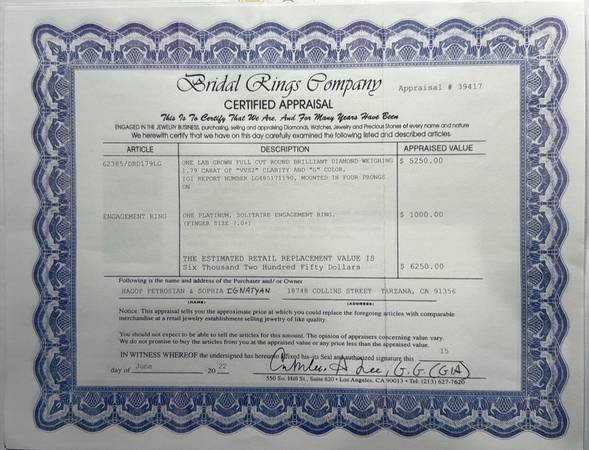 Bridal Rings Company
Appraisal # 39417
CERTIFIED APPRAISAL
This Is To Certify That We Are, And For Many Years Have Been
ENGAGED IN THE JEWELRY BUSINESS, purchasing, selling and appraising Diamonds, Watches, Jewelry and Precious Stones of every name and nature
We herewith certify that we have on this day carefully examined the following listed and described articles.
ARTICLE DESCRIPTION APPRAISED VALUE
62385/DRD179LG ONE LAB GROWN FULL CUT ROUND BRILLIANT DIAMOND WEIGHING $ 5250.00
1.79 CARAT OF "VVS2" CLARITY AND "G" COLOR,
IGI REPORT NUMBER LG485171190, MOUNTED IN FOUR PRONGS
ON
ENGAGEMENT RING ONE PLATINUM, SOLITAIRE ENGAGEMENT RING. $ 1000.00
(FINGER SIZE 7.0+)
THE ESTIMATED RETAIL REPLACEMENT VALUE IS
Six Thousand Two Hundred Fifty Dollars $ 6250.00
Following is the name and address of the Purchaser and/ or Owner
HAGOP PETROSIAN & SOPHIA IGNATYAN 18748 COLLINS STREET TARZANA, CA 91356
(NAME) (ADDRESS)
Notice: This appraisal tells you the approximate price at which you could replace the foregoing articles with comparable
merchandise at a retail jewelry establishment selling jewelry of like quality.
You should not expect to be able to sell the articles for this amount. The opinion of appraisers concerning value vary.
We do not promise to buy the articles from you at the appraised value or any price less than the appraised value.
IN WITNESS WHEREOF the undersigned has hereunto affixed his-its Seal and authorized signature this 15
day of June 20 22 Lee, G.G. (GIA)
550 So. Hill St., Suite 820 • Los Angeles, CA 90013 • Tel: (213) 627-7620